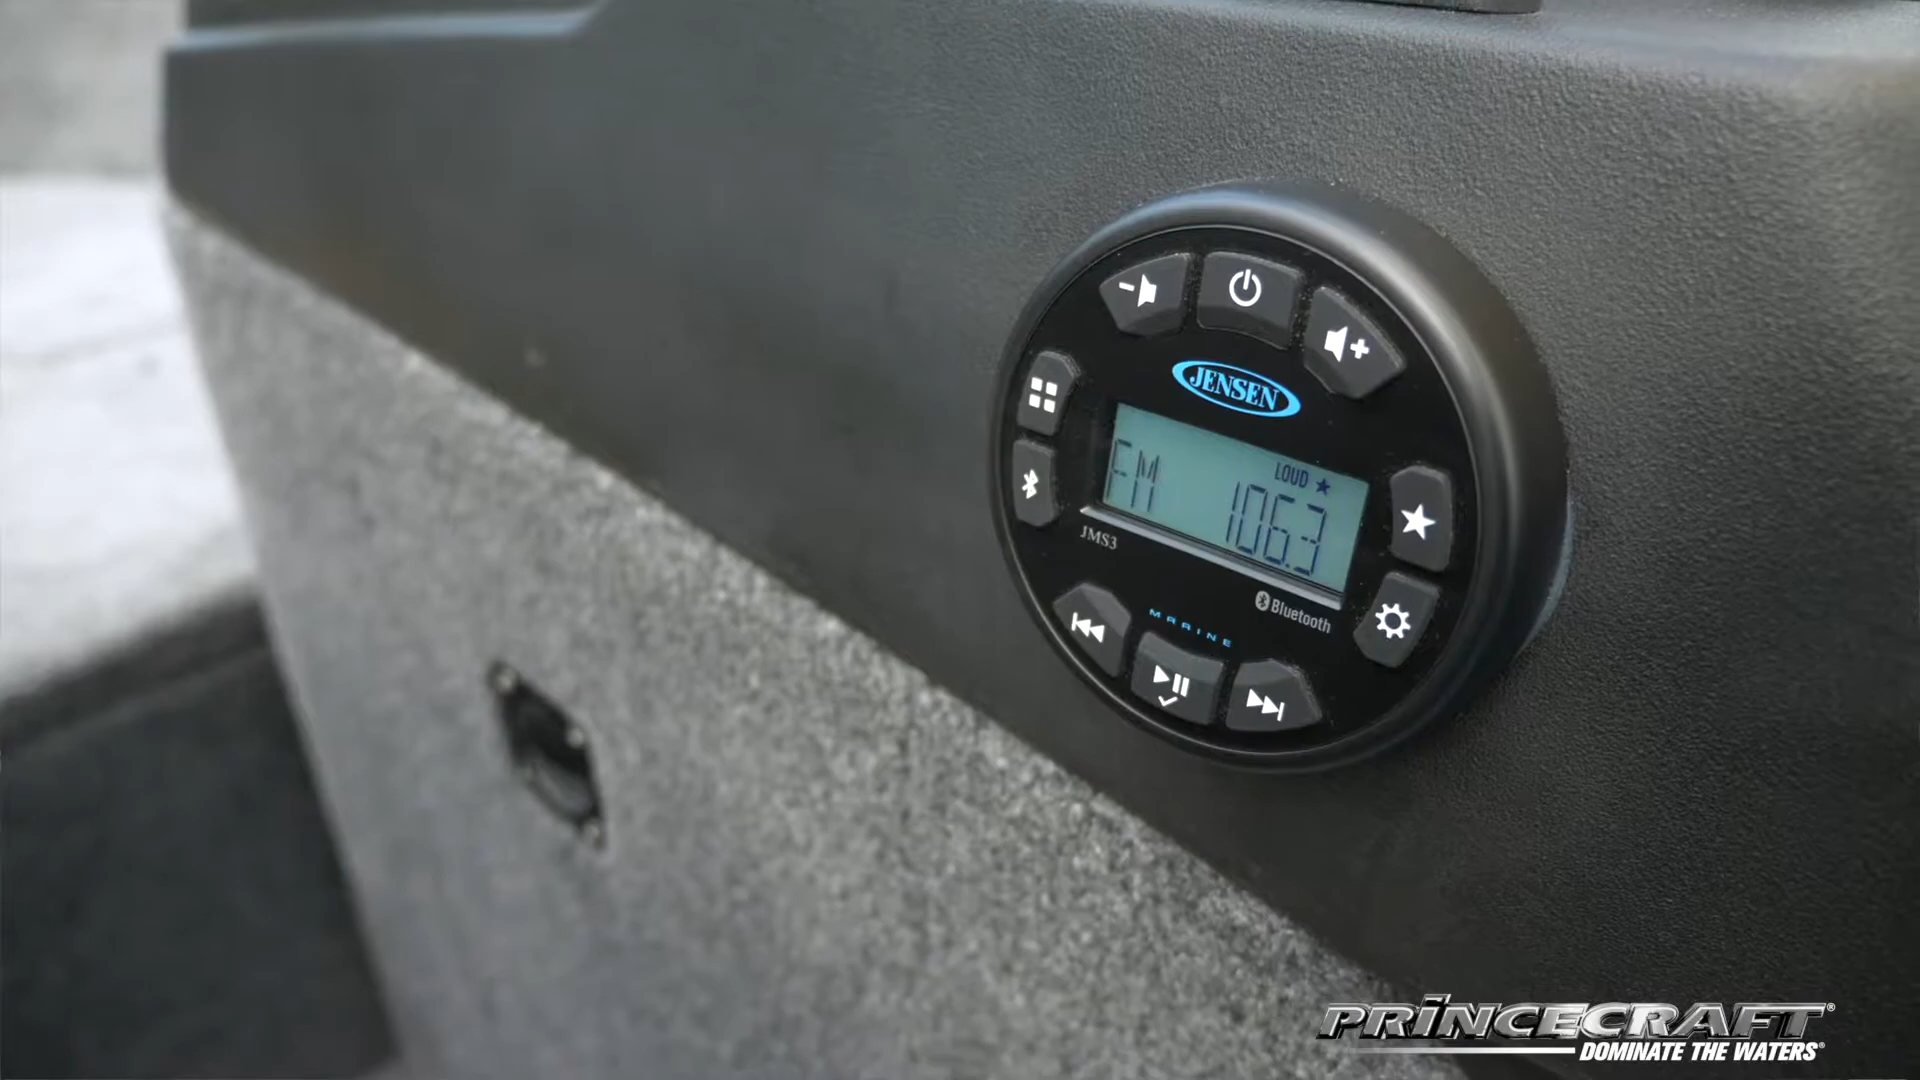 JENSEN
LOUD
FM 106.3
JMS3
Bluetooth
MARINE
PRINCECRAFT®
DOMINATE THE WATERS®